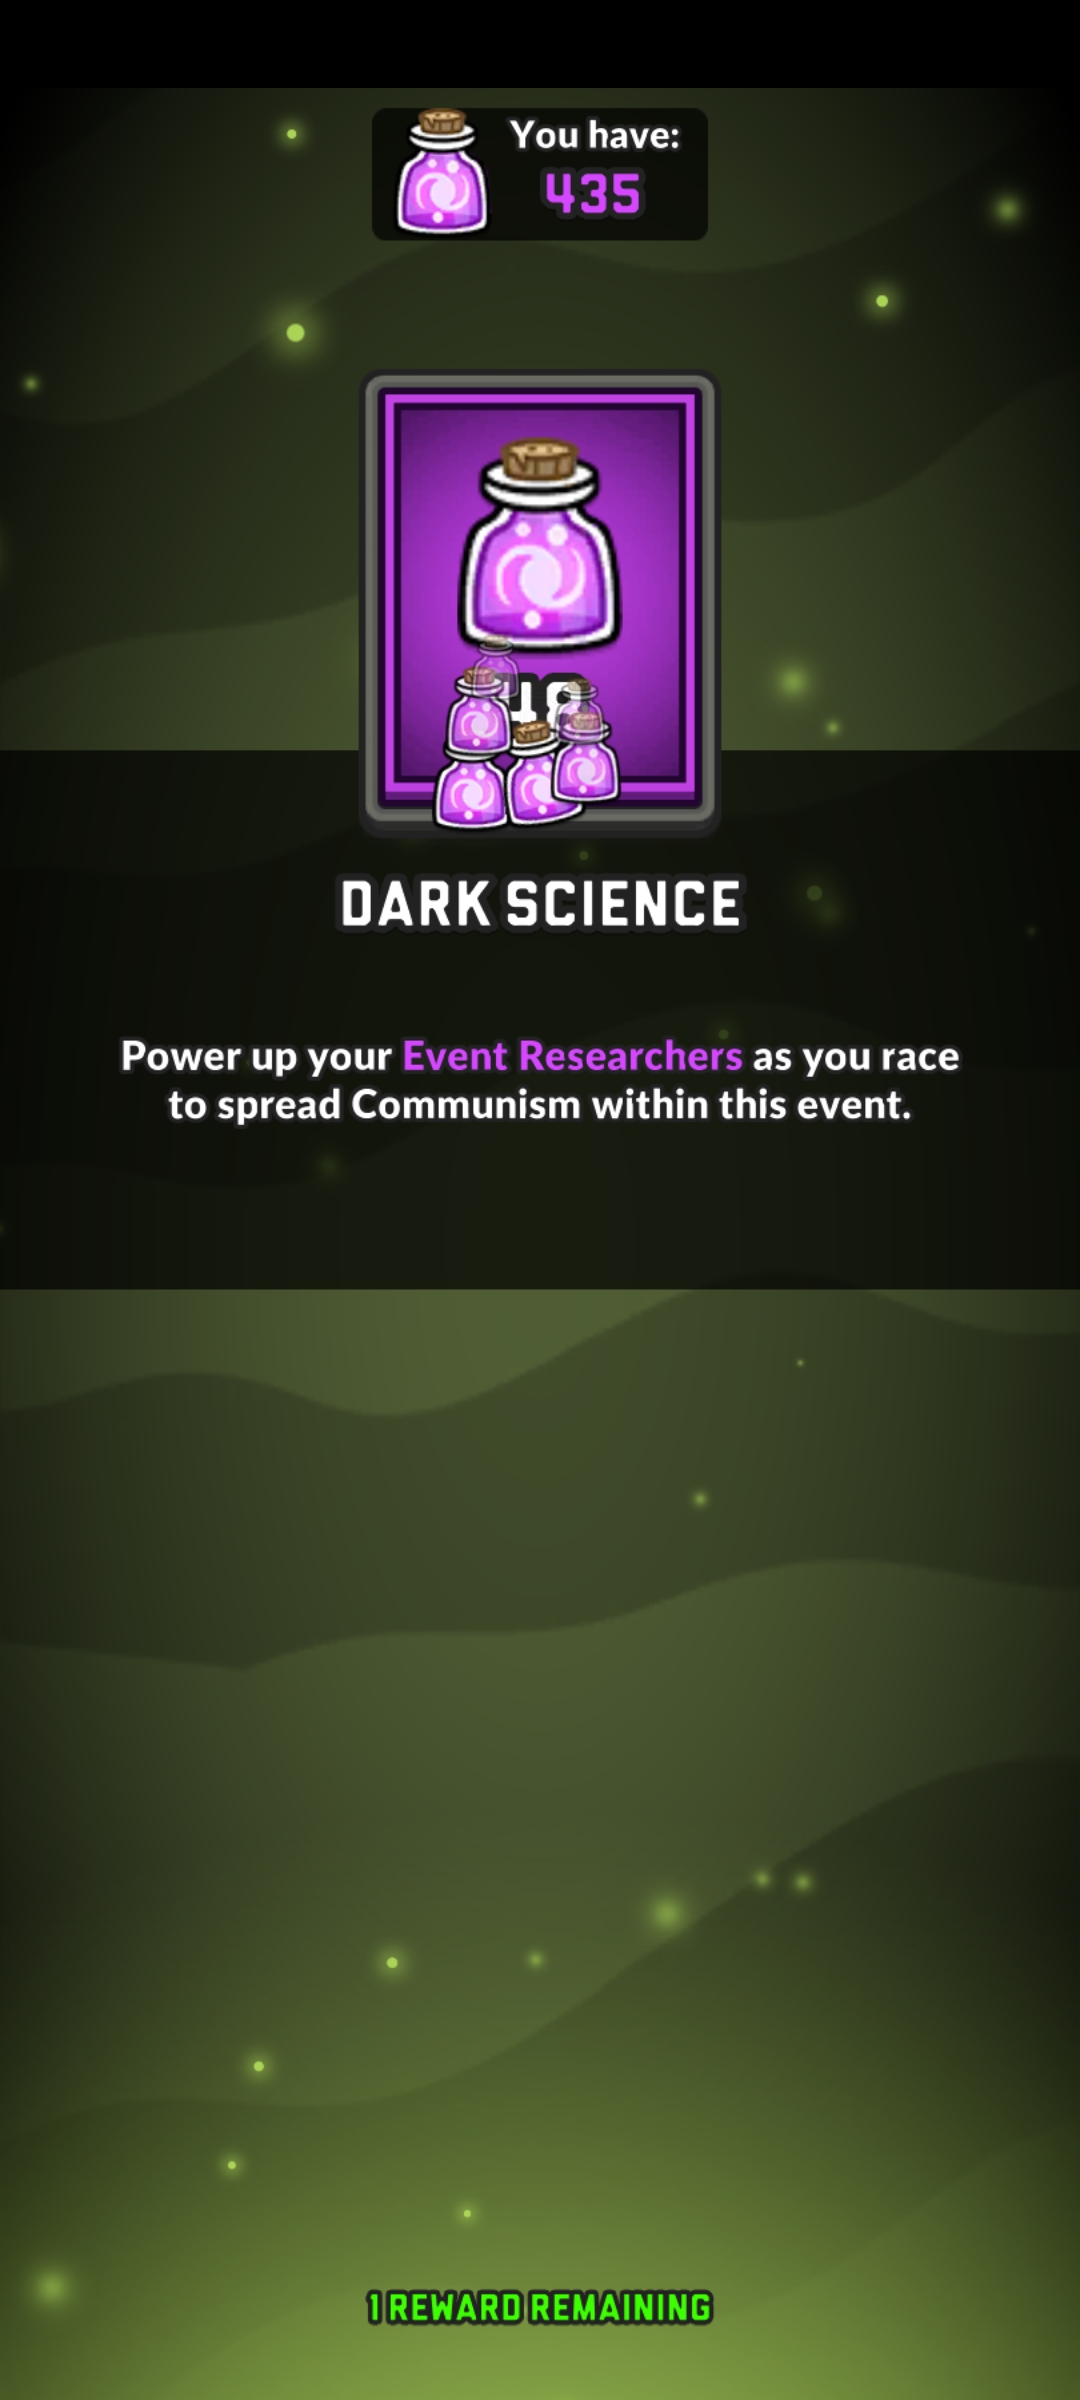 You have:
435
DARK SCIENCE
Power up your Event Researchers as you race
to spread Communism within this event.
1 REWARD REMAINING